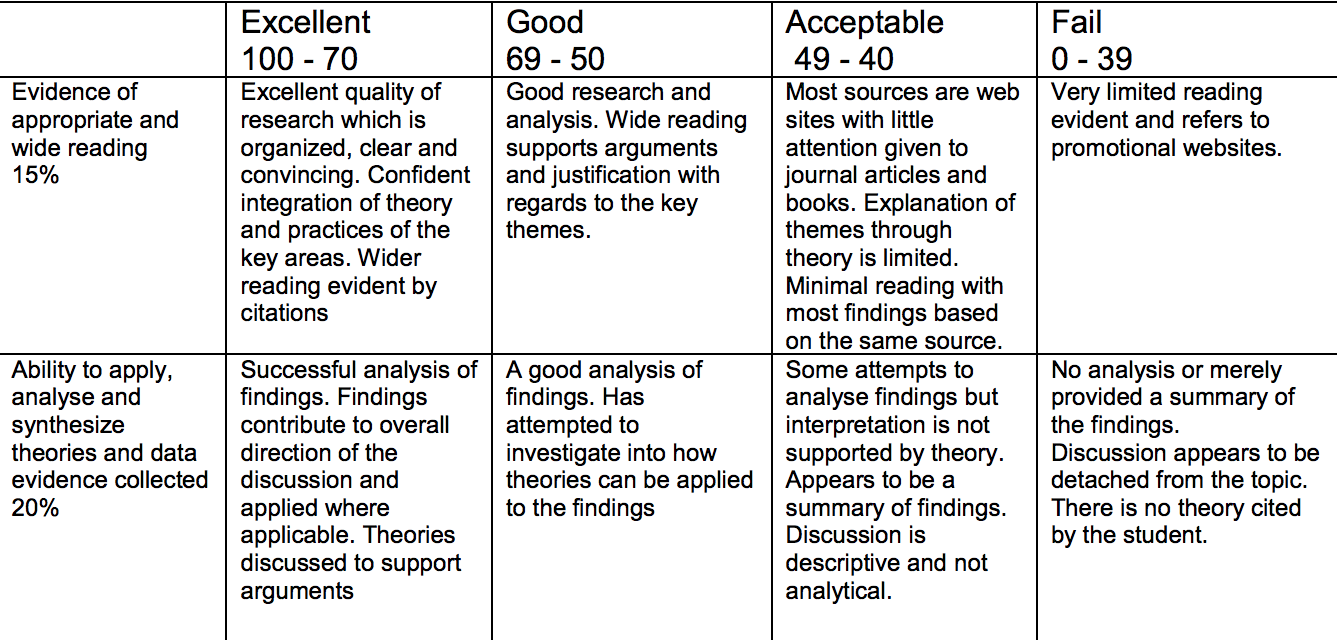 Excellent
100 - 70
Good
69 - 50
Acceptable
49 - 40
Fail
0 - 39
Evidence of
appropriate and
wide reading
15%
Excellent quality of
research which is
organized, clear and
convincing. Confident
integration of theory
and practices of the
key areas. Wider
reading evident by
citations
Good research and
analysis. Wide reading
supports arguments
and justification with
regards to the key
themes.
Most sources are web
sites with little
attention given to
journal articles and
books. Explanation of
themes through
theory is limited.
Minimal reading with
most findings based
on the same source.
Very limited reading
evident and refers to
promotional websites.
Ability to apply,
analyse and
synthesize
theories and data
evidence collected
20%
Successful analysis of
findings. Findings
contribute to overall
direction of the
discussion and
applied where
applicable. Theories
discussed to support
arguments
A good analysis of
findings. Has
attempted to
investigate into how
theories can be applied
to the findings
Some attempts to
analyse findings but
interpretation is not
supported by theory.
Appears to be a
summary of findings.
Discussion is
descriptive and not
analytical.
No analysis or merely
provided a summary of
the findings.
Discussion appears to be
detached from the topic.
There is no theory cited
by the student.